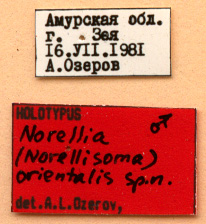 Амурская обл.
г. Зея
16.VII.1981
А.Озеров
HOLOTYPUS ♂
Norellia
(Norellisoma)
orientalis sp.n.
det.A.L.Ozerov,